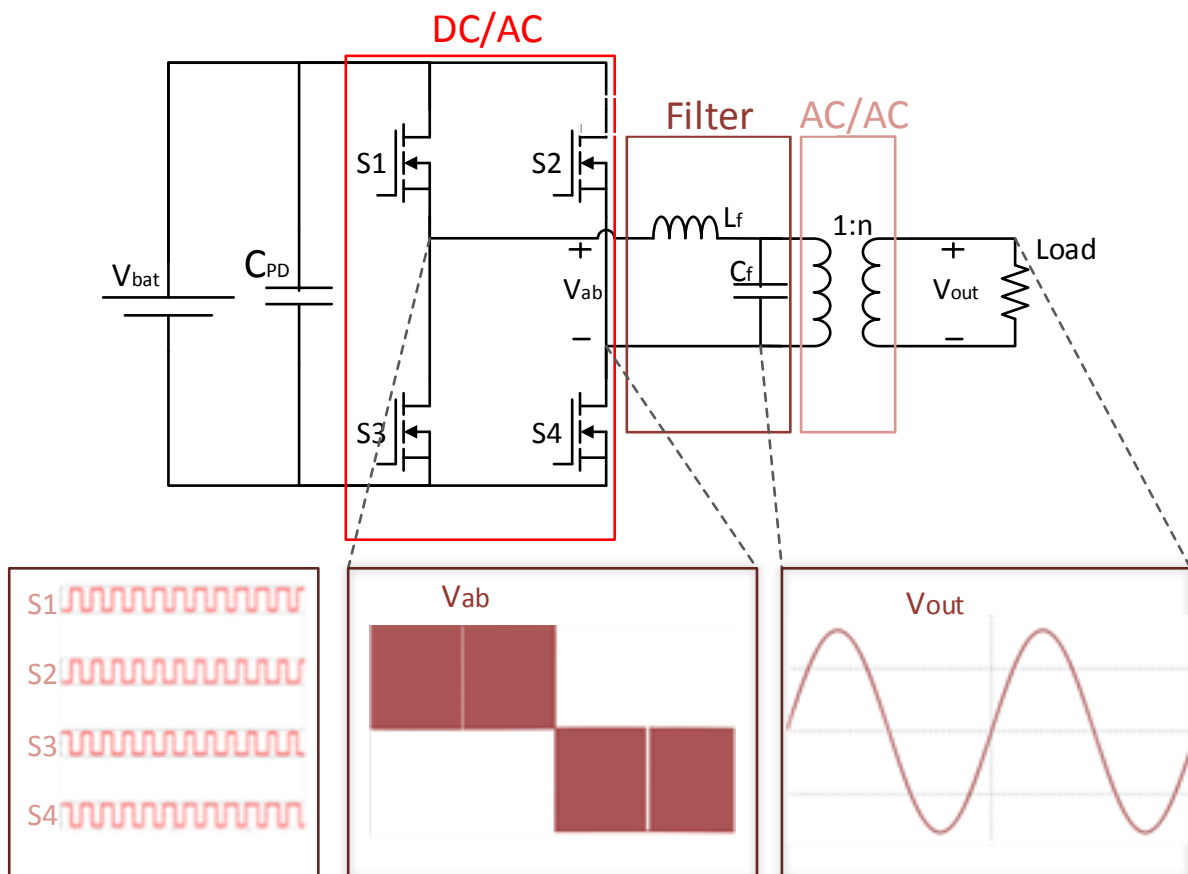 DC/AC
Filter
AC/AC
S1
S2
Lf
1:n
Load
Vbat
CPD
+
Vab
−
Cf
+
Vout
−
S3
S4
S1
S2
S3
S4
Vab
Vout